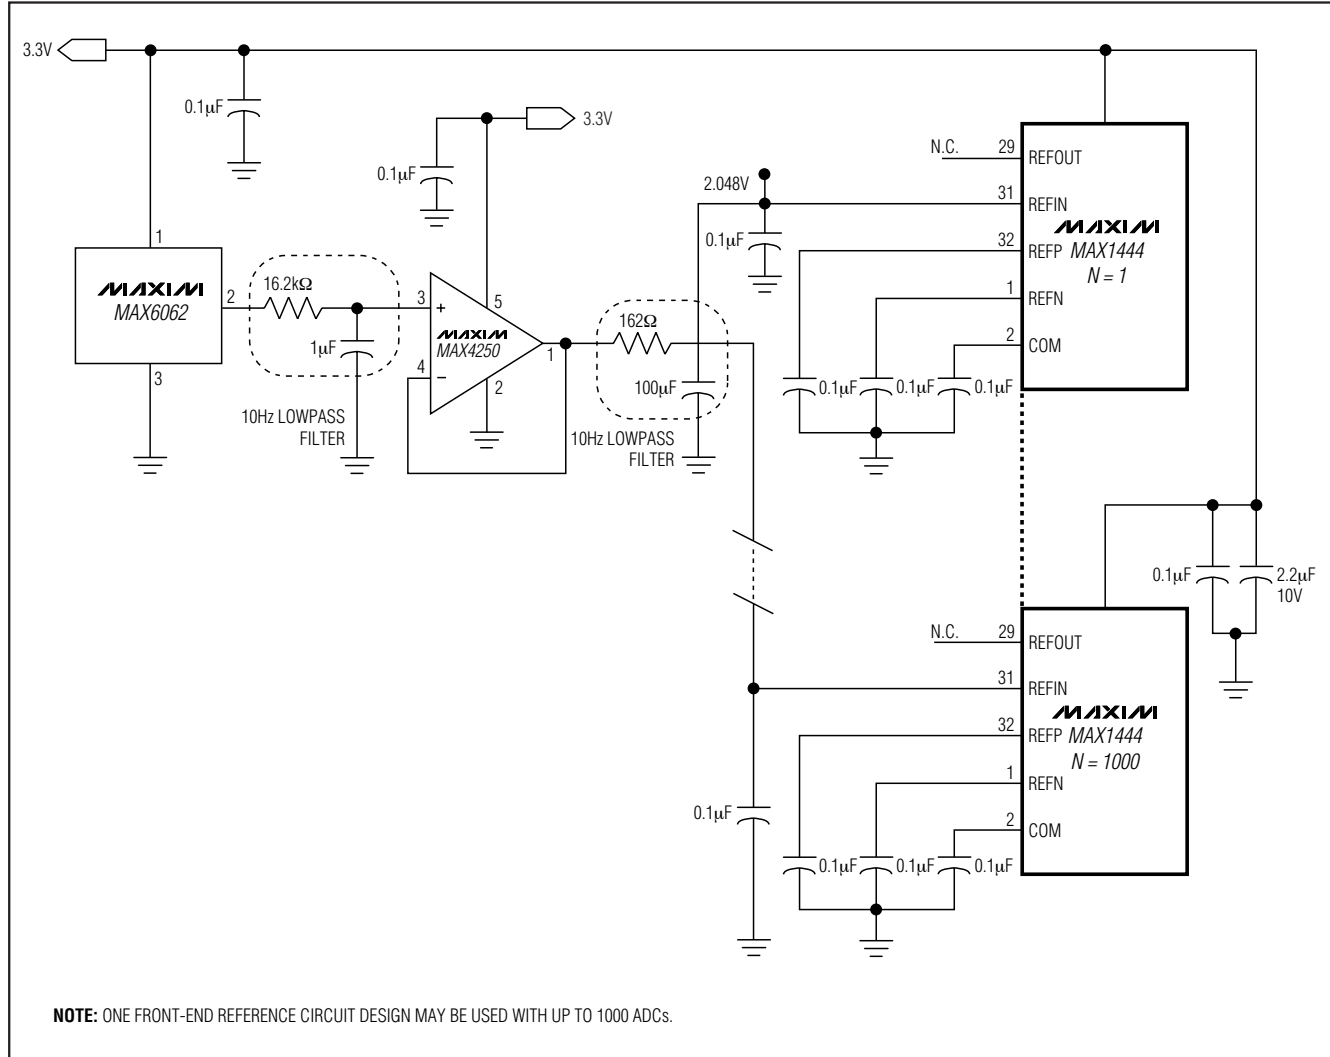 3.3V
0.1µF
3.3V
0.1µF
1
MAXIM
MAX6062
2
3
16.2kΩ
1µF
10Hz LOWPASS
FILTER
3
+
4
−
5
MAXIM
MAX4250
1
2
162Ω
100µF
10Hz LOWPASS
FILTER
2.048V
0.1µF
N.C.
29
REFOUT
31
REFIN
MAXIM
32
REFP
MAX1444
N = 1
1
REFN
2
COM
0.1µF
0.1µF
0.1µF
0.1µF
2.2µF
10V
N.C.
29
REFOUT
31
REFIN
MAXIM
32
REFP
MAX1444
N = 1000
1
REFN
2
COM
0.1µF
0.1µF
0.1µF
0.1µF
NOTE: ONE FRONT-END REFERENCE CIRCUIT DESIGN MAY BE USED WITH UP TO 1000 ADCs.